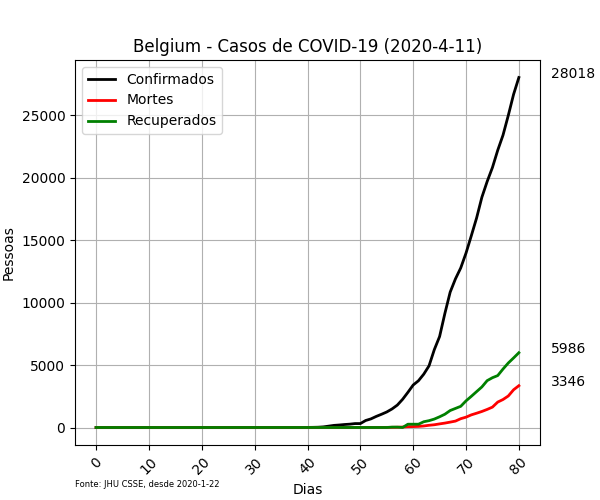 Belgium - Casos de COVID-19 (2020-4-11)
Confirmados
Mortes
Recuperados
28018
5986
3346
25000
20000
15000
10000
5000
0
Pessoas
0 10 20 30 40 50 60 70 80
Dias
Fonte: JHU CSSE, desde 2020-1-22